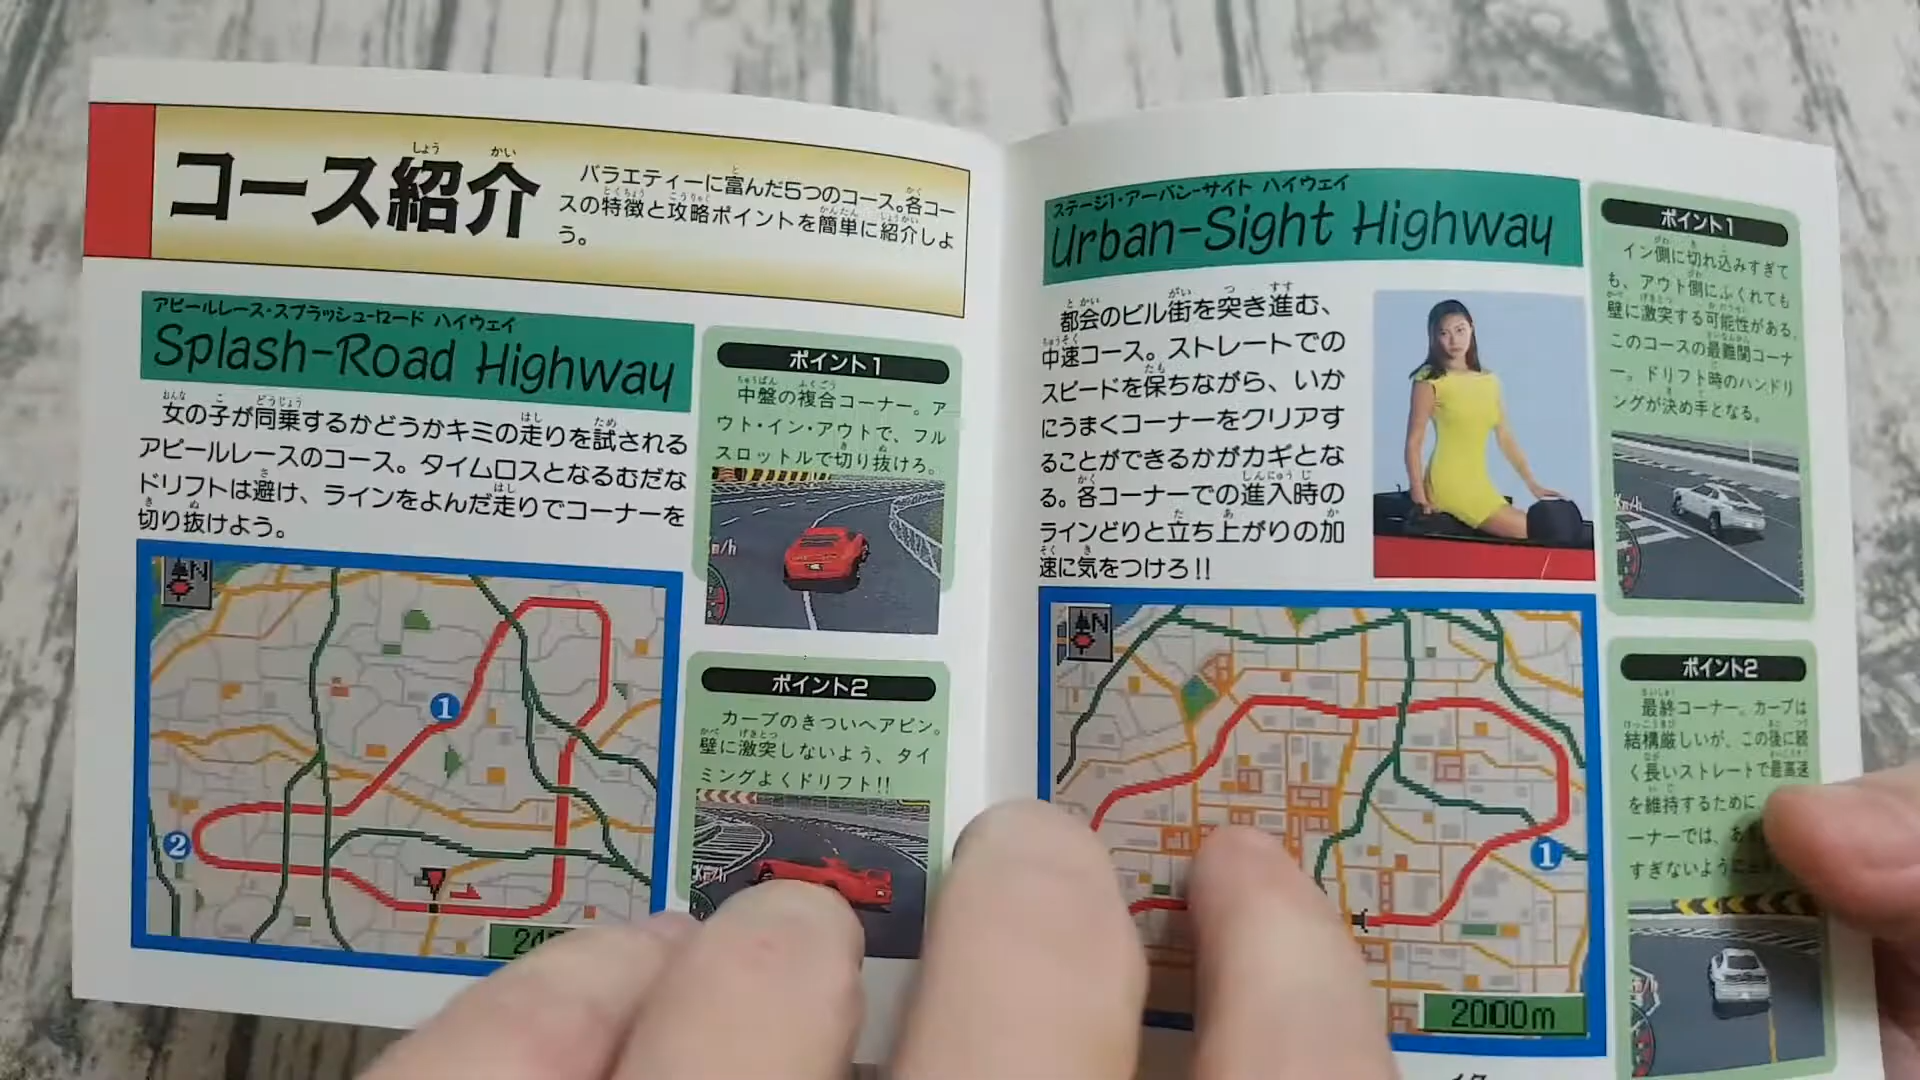 コース紹介
バラエティーに富んだ5つのコース。各コー
スの特徴と攻略ポイントを簡単に紹介しよ
う。
アピールレース・スプラッシュ-ロード ハイウェイ
Splash-Road Highway
女の子が同乗するかどうかキミの走りを試される
アピールレースのコース。タイムロスとなるむだな
ドリフトは避け、ラインをよんだ走りでコーナーを
切り抜けよう。
N
1
2
ポイント1
中盤の複合コーナー。ア
ウト・イン・アウトで、フル
スロットルで切り抜けろ。
Km/h
ポイント2
カーブのきついヘアピン。
壁に激突しないよう、タイ
ミングよくドリフト!!
Km/h
ステージ1・アーバン-サイト ハイウェイ
Urban-Sight Highway
都会のビル街を突き進む、
中速コース。ストレートでの
スピードを保ちながら、いか
にうまくコーナーをクリアす
ることができるかがカギとな
る。各コーナーでの進入時の
ラインどりと立ち上がりの加
速に気をつけろ!!
N
1
2000m
ポイント1
イン側に切れ込みすぎて
も、アウト側にふくれても
壁に激突する可能性がある。
このコースの最難関コーナ
ー。ドリフト時のハンドリ
ングが決め手となる。
Km/h
ポイント2
最終コーナー。カーブは
結構厳しいが、この後に続
く長いストレートで最高速
を維持するために
ーナーでは、
すぎないように